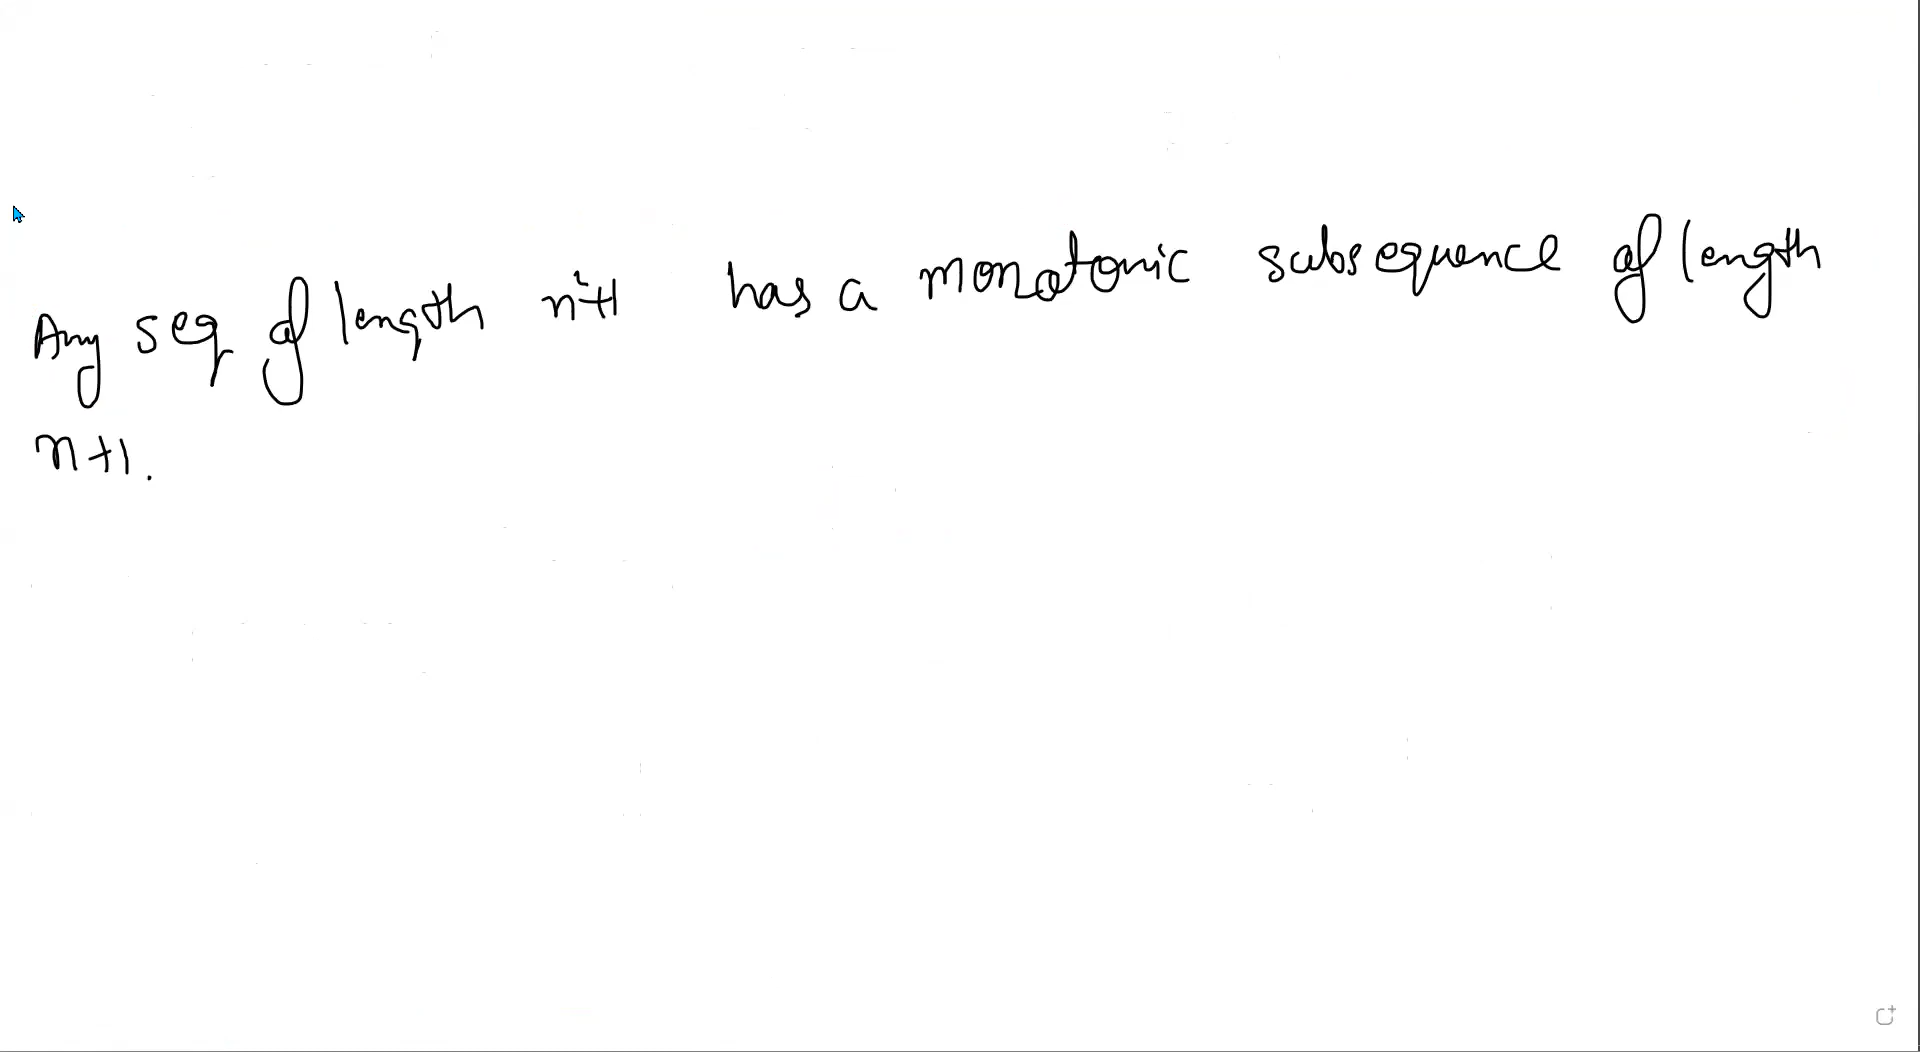 Any seq of length n²+1 has a monotonic subsequence of length
n+1.